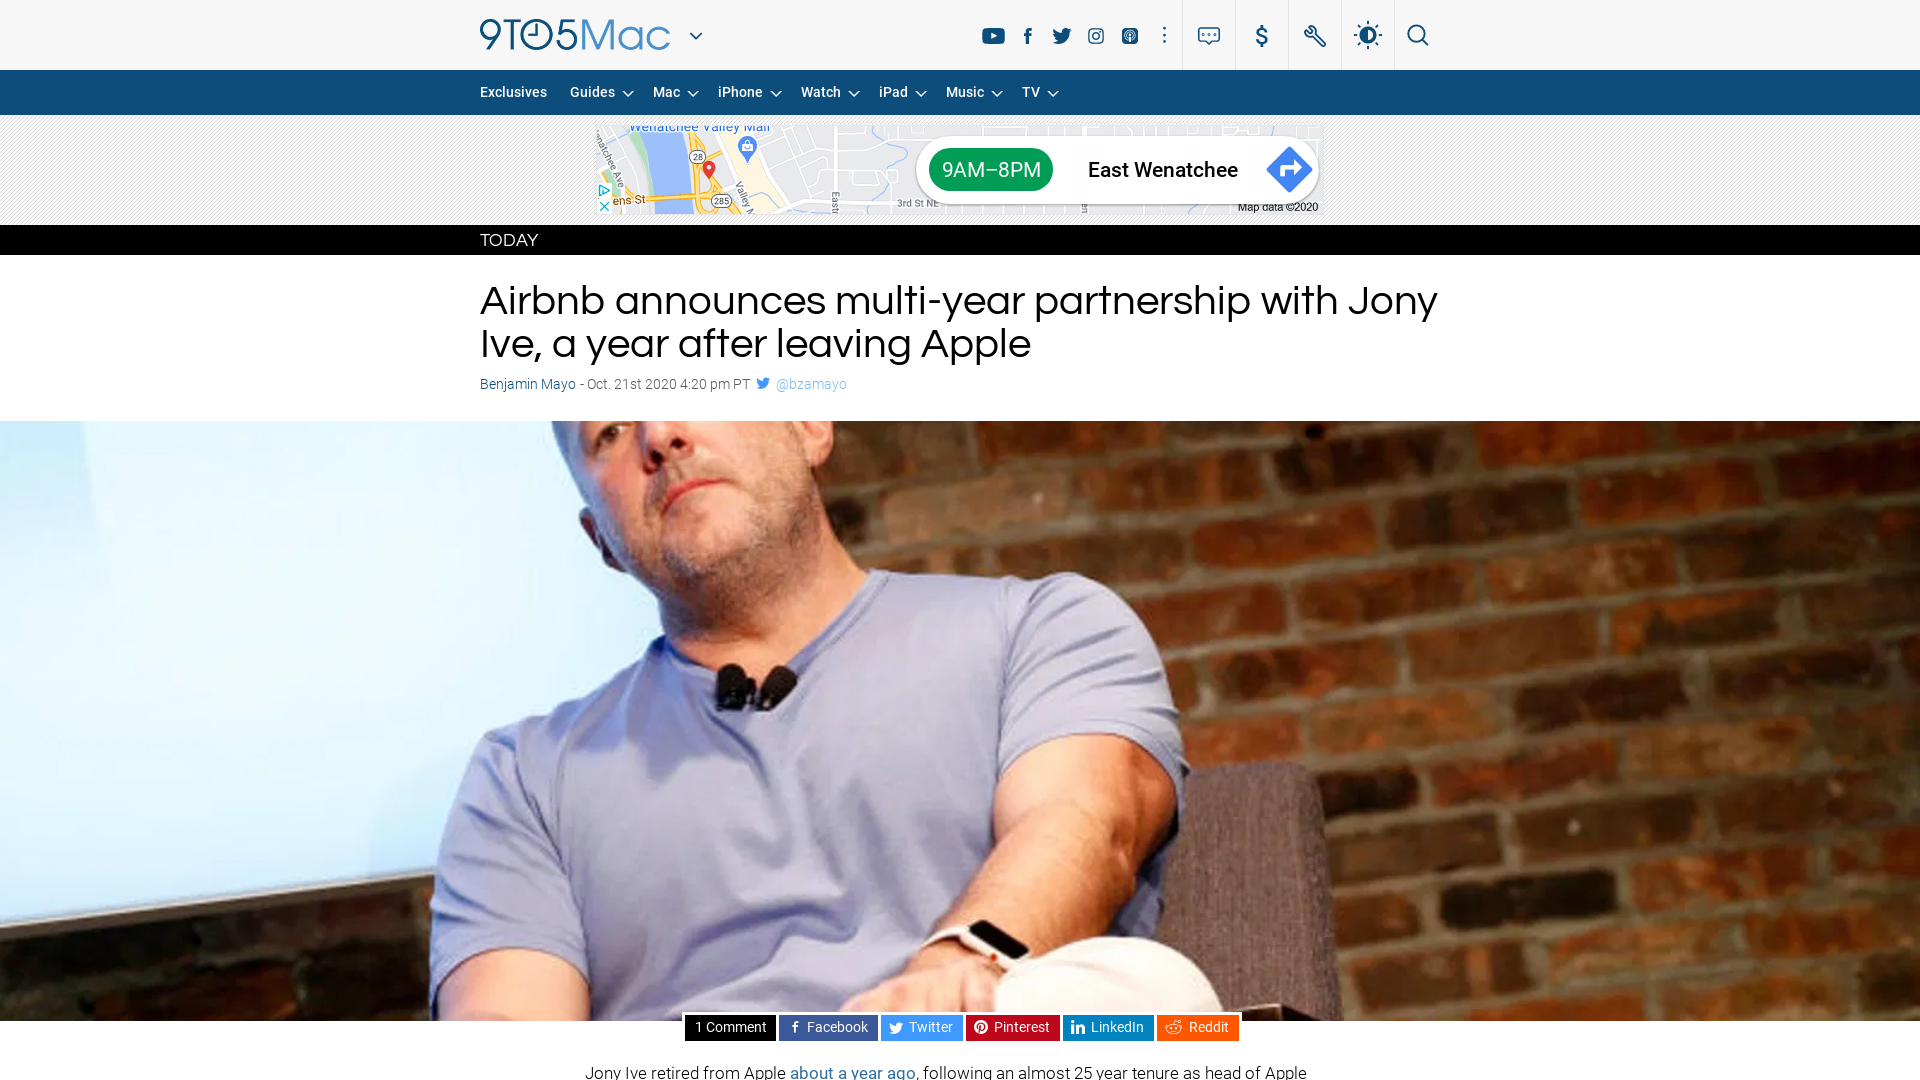 9TO5Mac
Exclusives Guides Mac iPhone Watch iPad Music TV
Wenatchee Valley Mall
28
285
3rd St NE
9AM–8PM East Wenatchee
Map data ©2020
TODAY
Airbnb announces multi-year partnership with Jony
Ive, a year after leaving Apple
Benjamin Mayo - Oct. 21st 2020 4:20 pm PT @bzamayo
1 Comment Facebook Twitter Pinterest LinkedIn Reddit
Jony Ive retired from Apple about a year ago, following an almost 25 year tenure as head of Apple